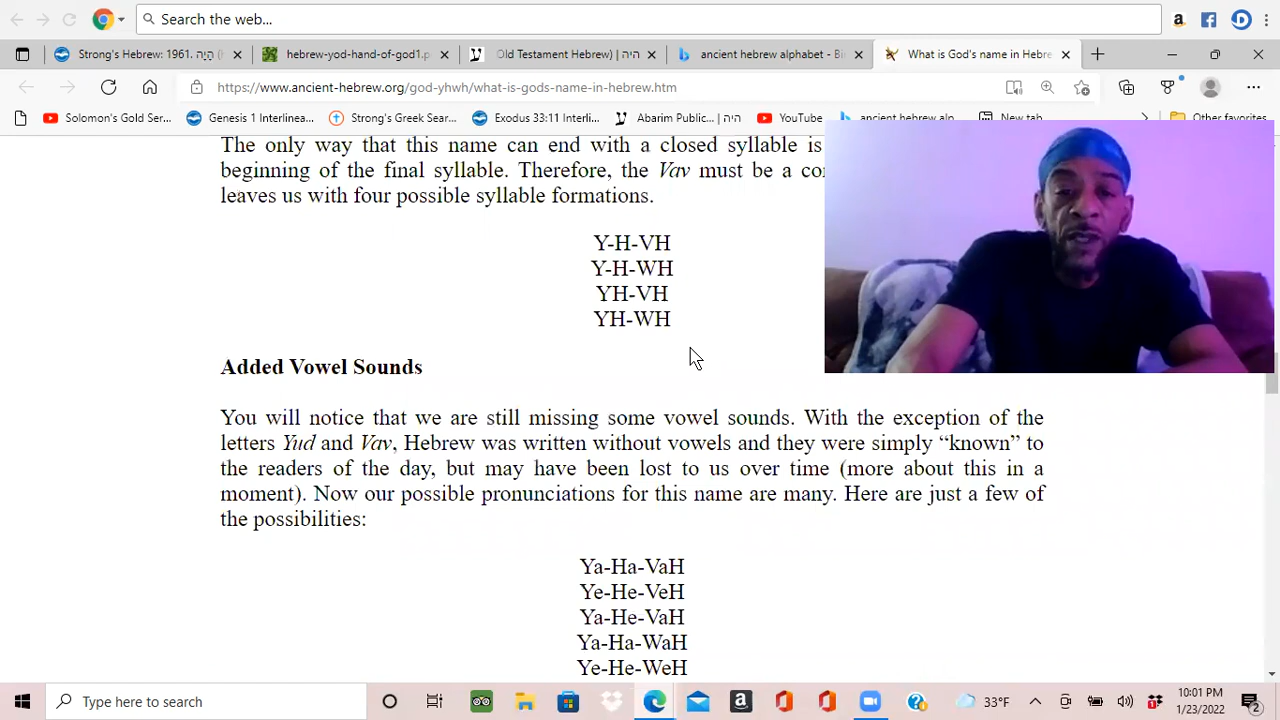 Search the web...
Strong's Hebrew: 1961. הָיָה (
hebrew-yod-hand-of-god1.p
Old Testament Hebrew) | היה
ancient hebrew alphabet - Bi
What is God's name in Hebre
https://www.ancient-hebrew.org/god-yhwh/what-is-gods-name-in-hebrew.htm
Solomon's Gold Ser...
Genesis 1 Interlinea...
Strong's Greek Sear...
Exodus 33:11 Interli...
Abarim Public... | היה
YouTube
ancient hebrew alp...
New tab
Other favorites
The only way that this name can end with a closed syllable is
beginning of the final syllable. Therefore, the Vav must be a co
leaves us with four possible syllable formations.
Y-H-VH
Y-H-WH
YH-VH
YH-WH
Added Vowel Sounds
You will notice that we are still missing some vowel sounds. With the exception of the
letters Yud and Vav, Hebrew was written without vowels and they were simply “known” to
the readers of the day, but may have been lost to us over time (more about this in a
moment). Now our possible pronunciations for this name are many. Here are just a few of
the possibilities:
Ya-Ha-VaH
Ye-He-VeH
Ya-He-VaH
Ya-Ha-WaH
Ye-He-WeH
Type here to search
33°F
10:01 PM
1/23/2022
2